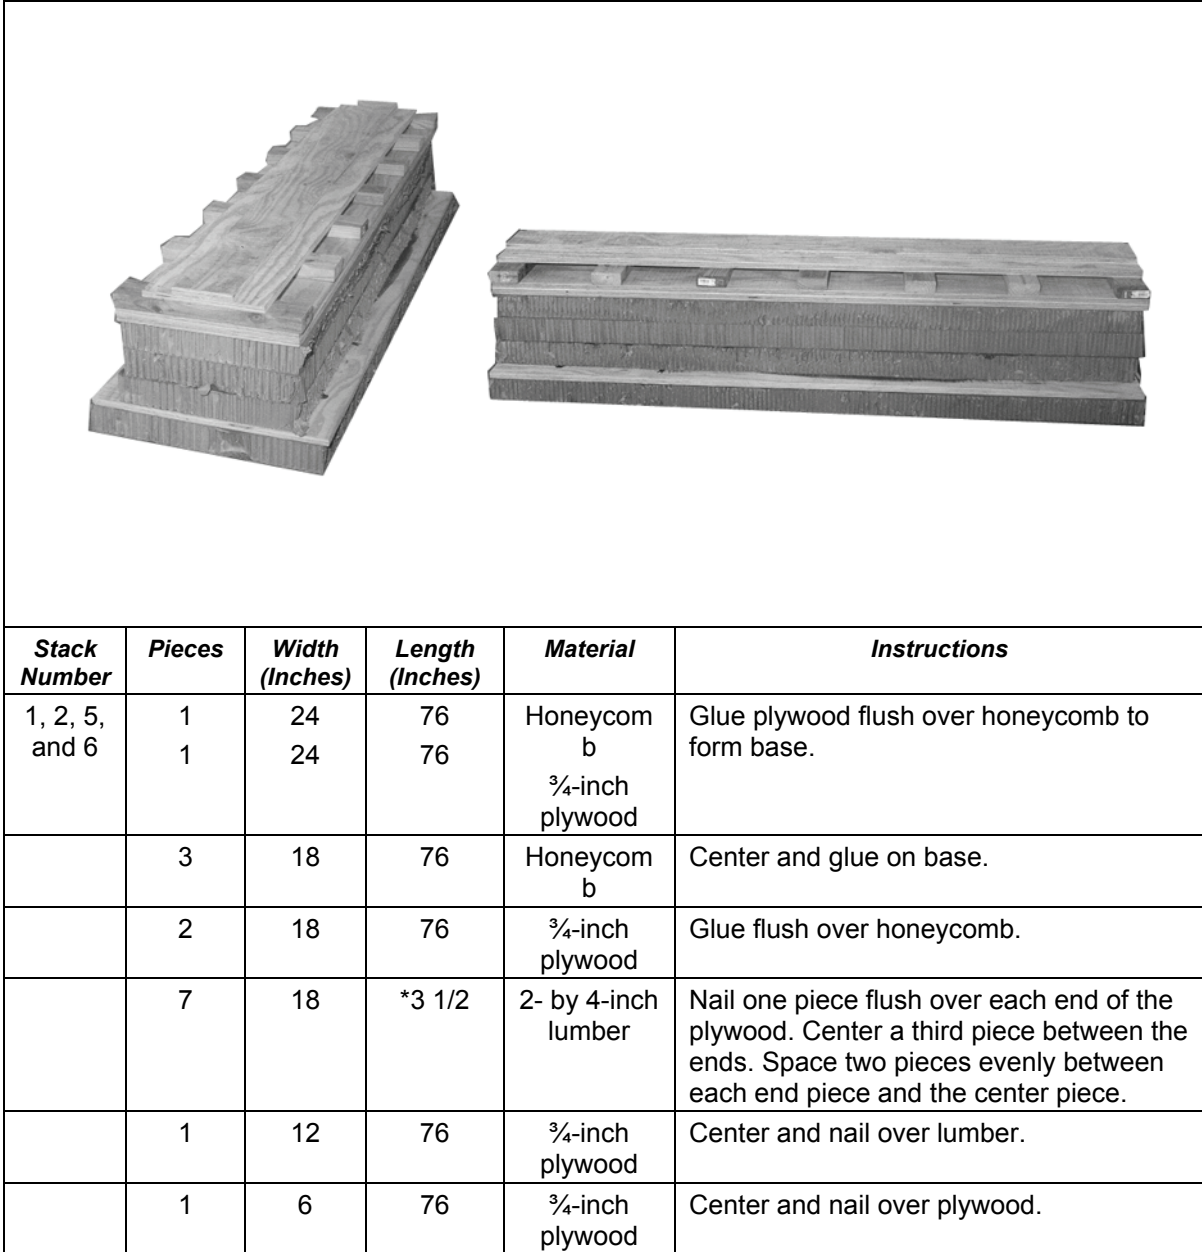 Stack Number Pieces Width (Inches) Length (Inches) Material Instructions
1, 2, 5, and 6 1 24 76 Honeycomb Glue plywood flush over honeycomb to form base.
1 24 76 ¾-inch plywood
3 18 76 Honeycomb Center and glue on base.
2 18 76 ¾-inch plywood Glue flush over honeycomb.
7 18 *3 1/2 2- by 4-inch lumber Nail one piece flush over each end of the plywood. Center a third piece between the ends. Space two pieces evenly between each end piece and the center piece.
1 12 76 ¾-inch plywood Center and nail over lumber.
1 6 76 ¾-inch plywood Center and nail over plywood.